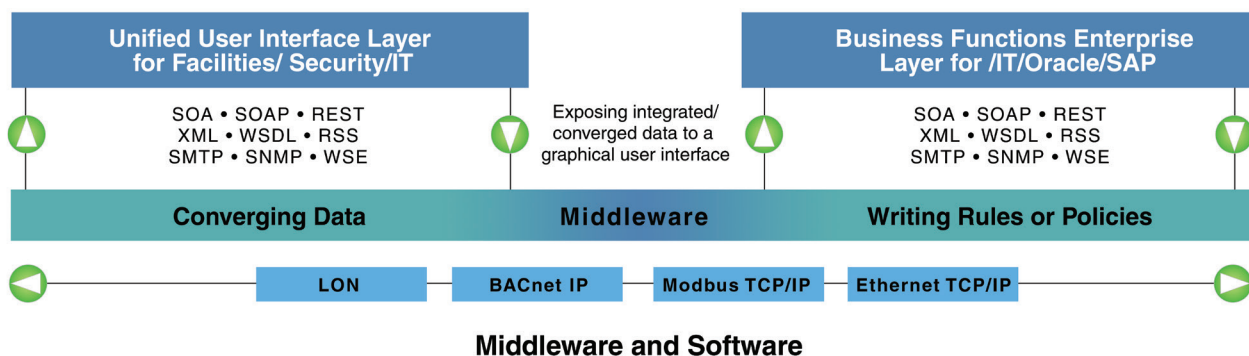 Unified User Interface Layer
for Facilities/ Security/IT
Business Functions Enterprise
Layer for /IT/Oracle/SAP
SOA • SOAP • REST
XML • WSDL • RSS
SMTP • SNMP • WSE
Exposing integrated/
converged data to a
graphical user interface
SOA • SOAP • REST
XML • WSDL • RSS
SMTP • SNMP • WSE
Converging Data
Middleware
Writing Rules or Policies
LON
BACnet IP
Modbus TCP/IP
Ethernet TCP/IP
Middleware and Software